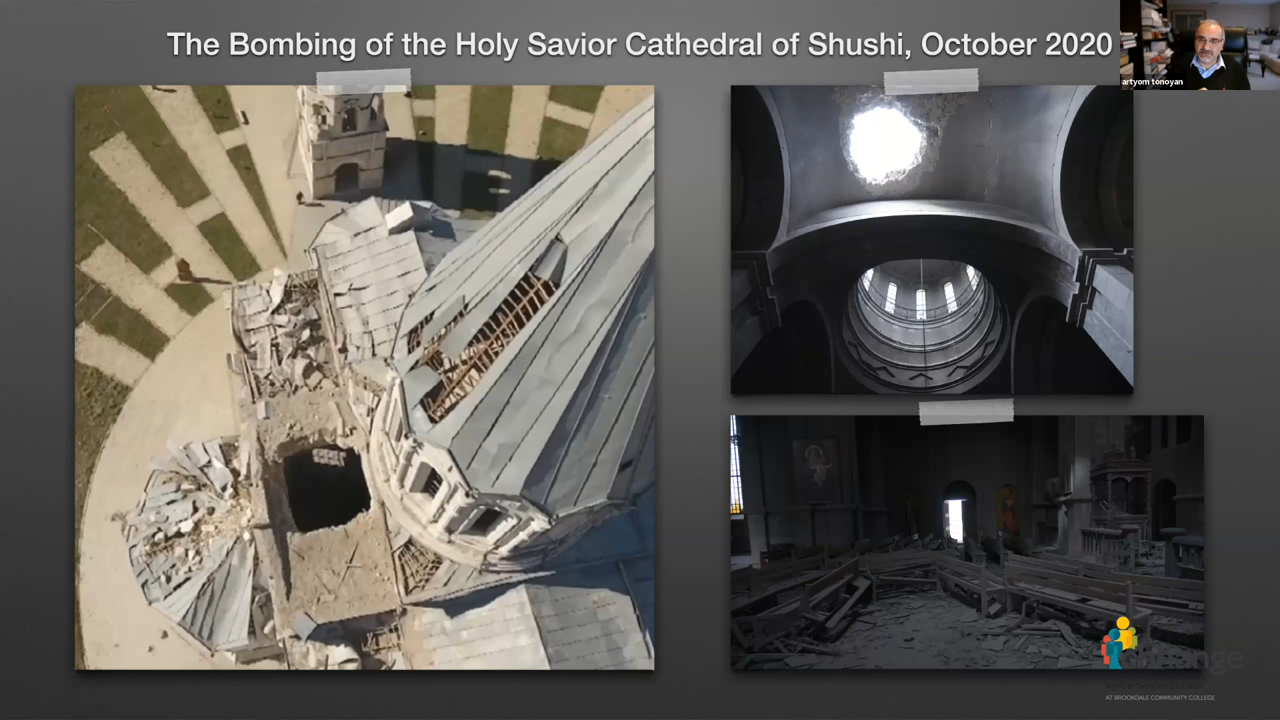 The Bombing of the Holy Savior Cathedral of Shushi, October 2020
artyom tonoyan
AT BROOKDALE COMMUNITY COLLEGE